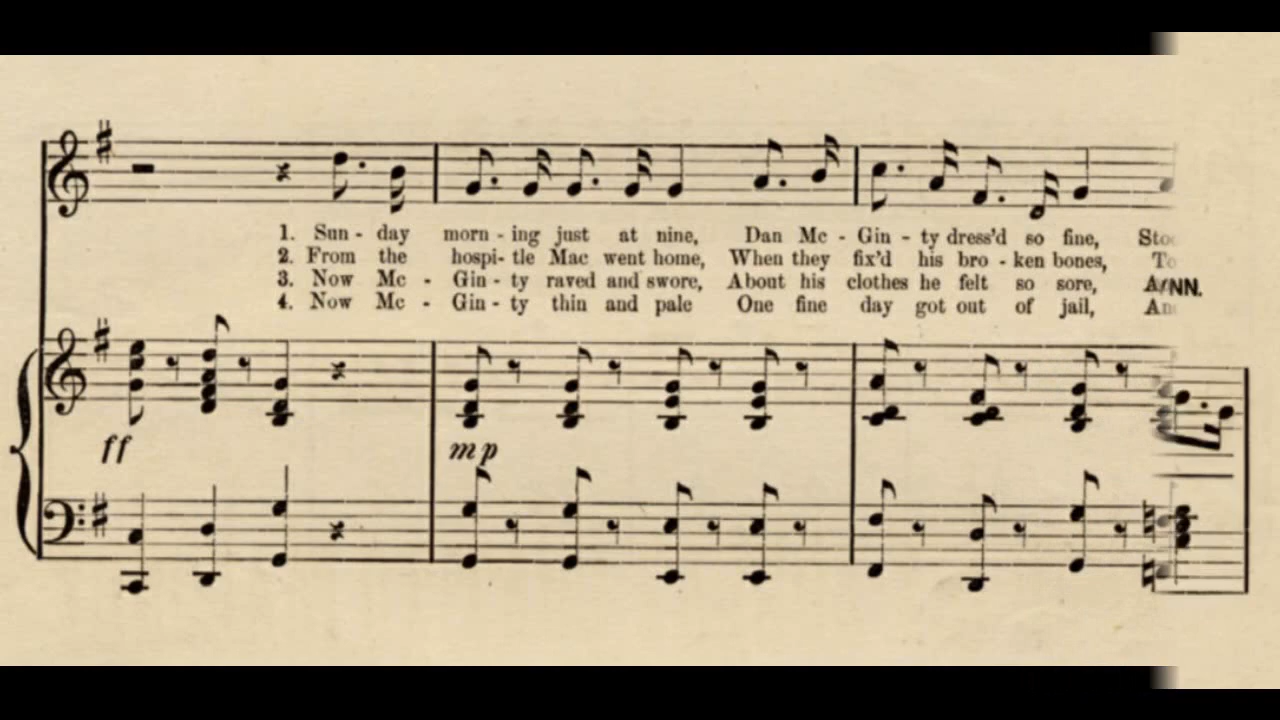 1. Sun - day morn - ing just at nine, Dan Mc - Gin - ty dress'd so fine,
2. From the hospi - tle Mac went home, When they fix'd his bro - ken bones, To
3. Now Mc - Gin - ty raved and swore, About his clothes he felt so sore,
4. Now Mc - Gin - ty thin and pale One fine day got out of jail, An
NN.
ff
mp